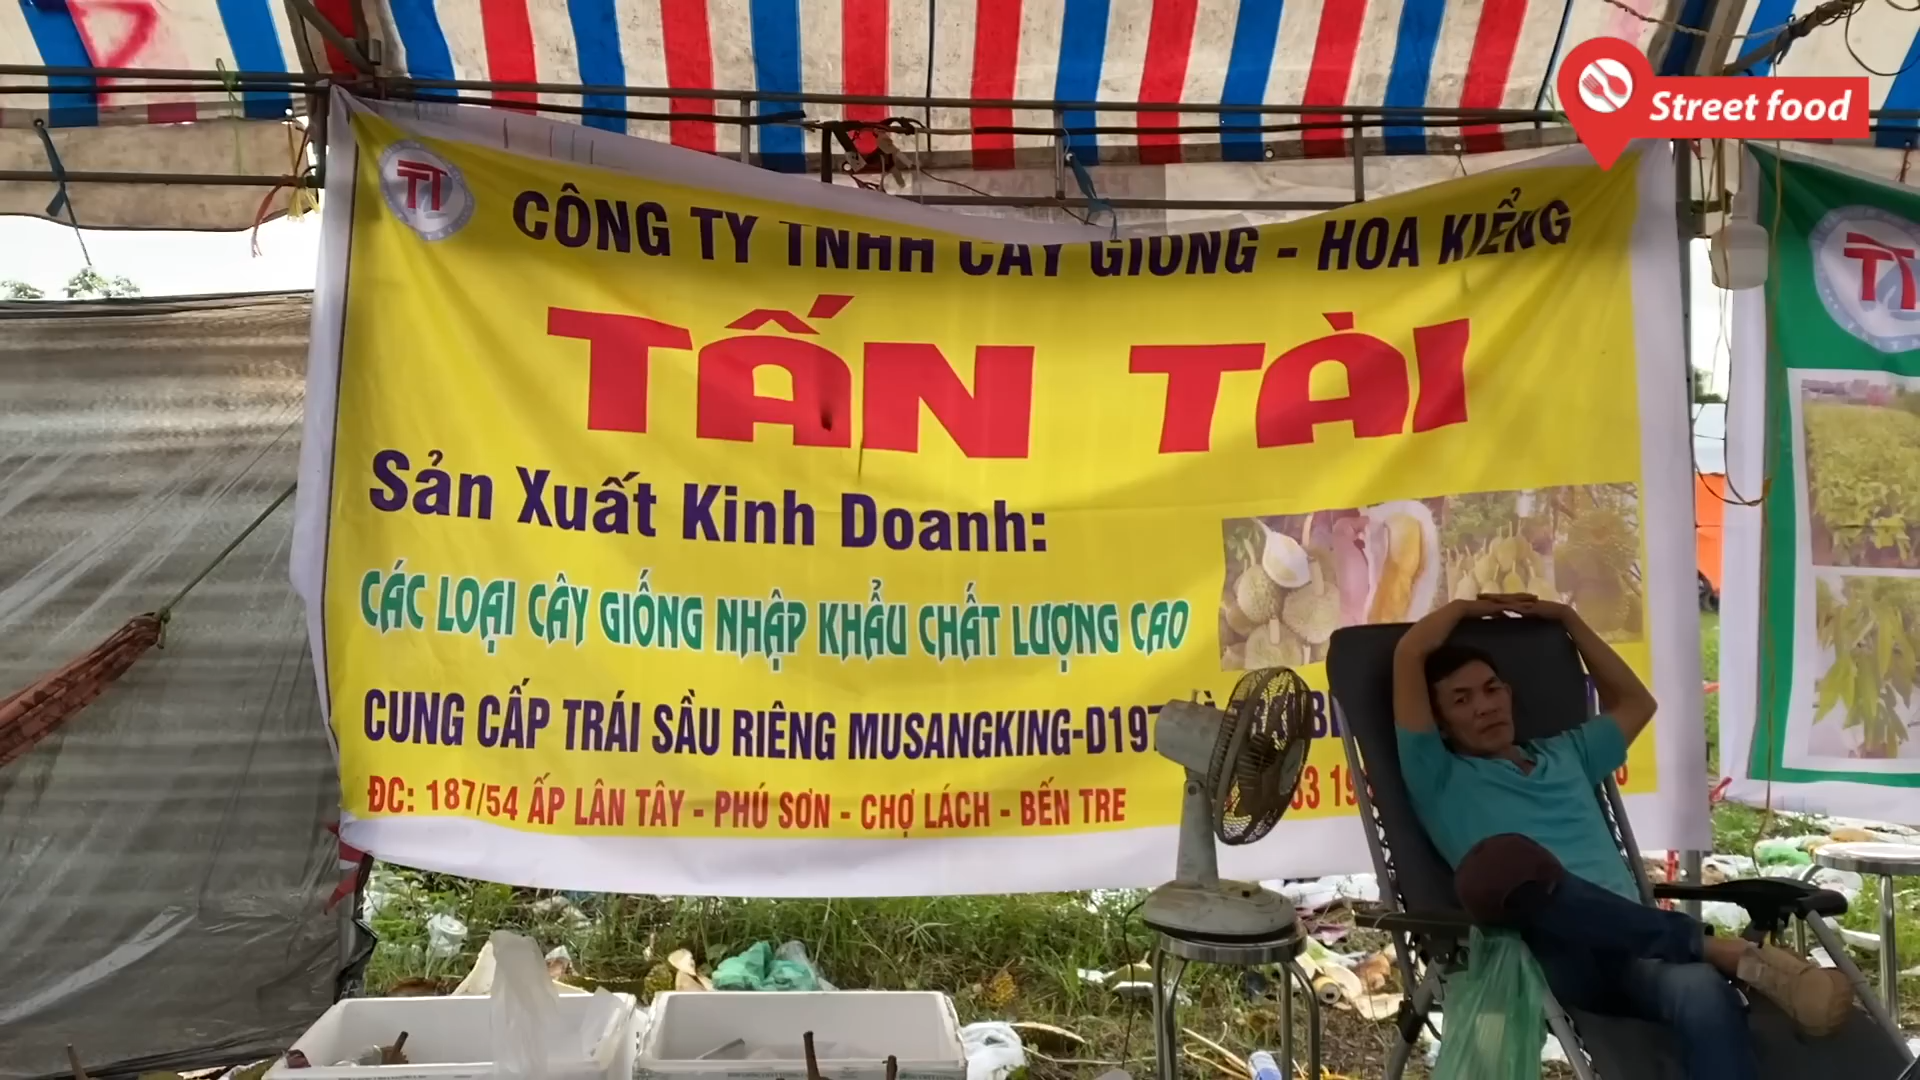 Street food
TT
CÔNG TY TNHH CÂY GIỐNG - HOA KIỂNG
TẤN TÀI
Sản Xuất Kinh Doanh:
CÁC LOẠI CÂY GIỐNG NHẬP KHẨU CHẤT LƯỢNG CAO
CUNG CẤP TRÁI SẦU RIÊNG MUSANGKING-D197
ĐC: 187/54 ẤP LÂN TÂY - PHÚ SƠN - CHỢ LÁCH - BẾN TRE
TT